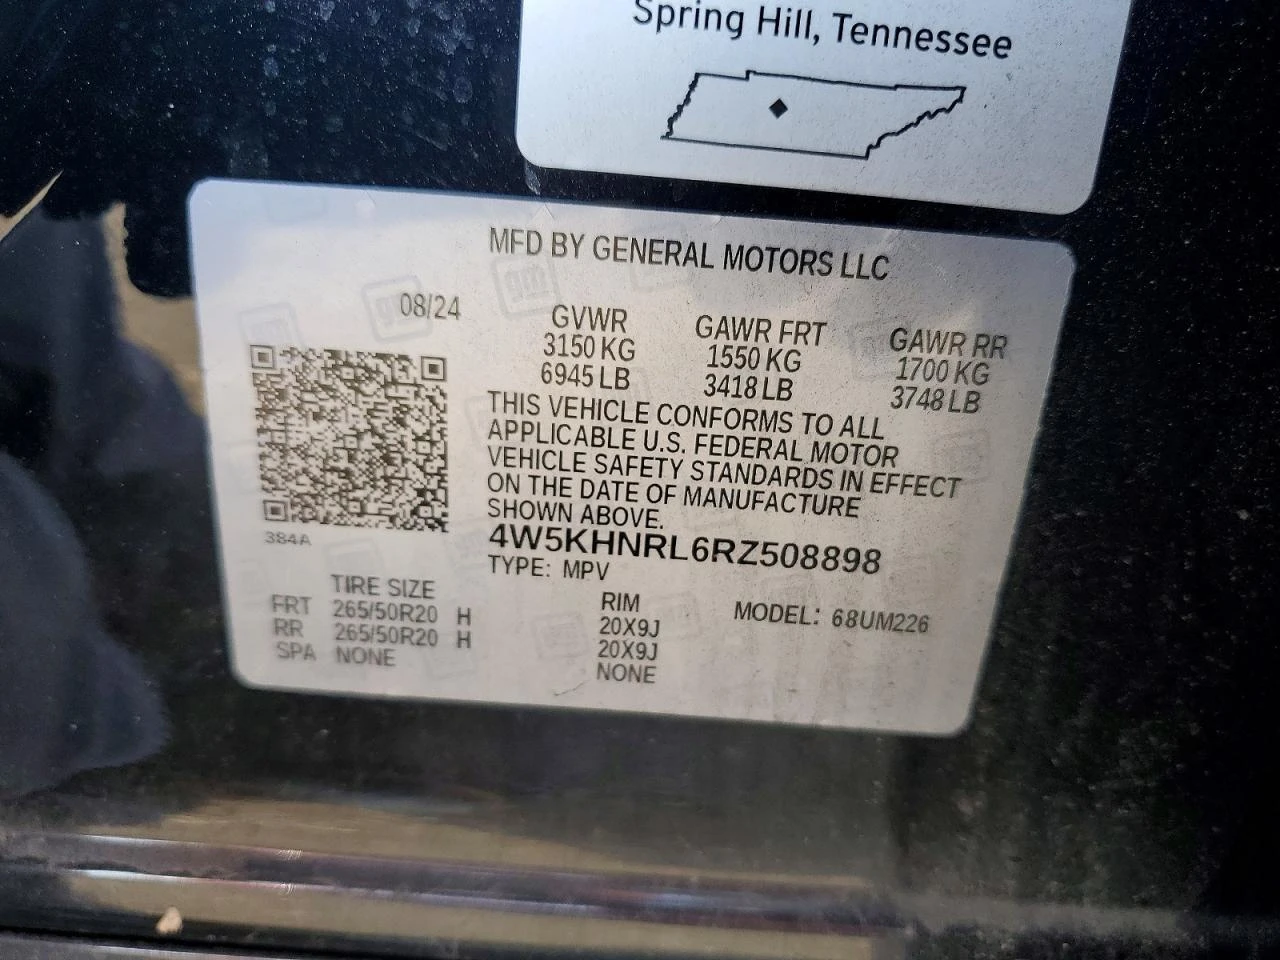 Spring Hill, Tennessee
MFD BY GENERAL MOTORS LLC
08/24 GVWR GAWR FRT GAWR RR
3150 KG 1550 KG 1700 KG
6945 LB 3418 LB 3748 LB
THIS VEHICLE CONFORMS TO ALL
APPLICABLE U.S. FEDERAL MOTOR
VEHICLE SAFETY STANDARDS IN EFFECT
ON THE DATE OF MANUFACTURE
SHOWN ABOVE.
384A
4W5KHNRL6RZ508898
TYPE: MPV
TIRE SIZE RIM MODEL: 68UM226
FRT 265/50R20 H 20X9J
RR 265/50R20 H 20X9J
SPA NONE NONE